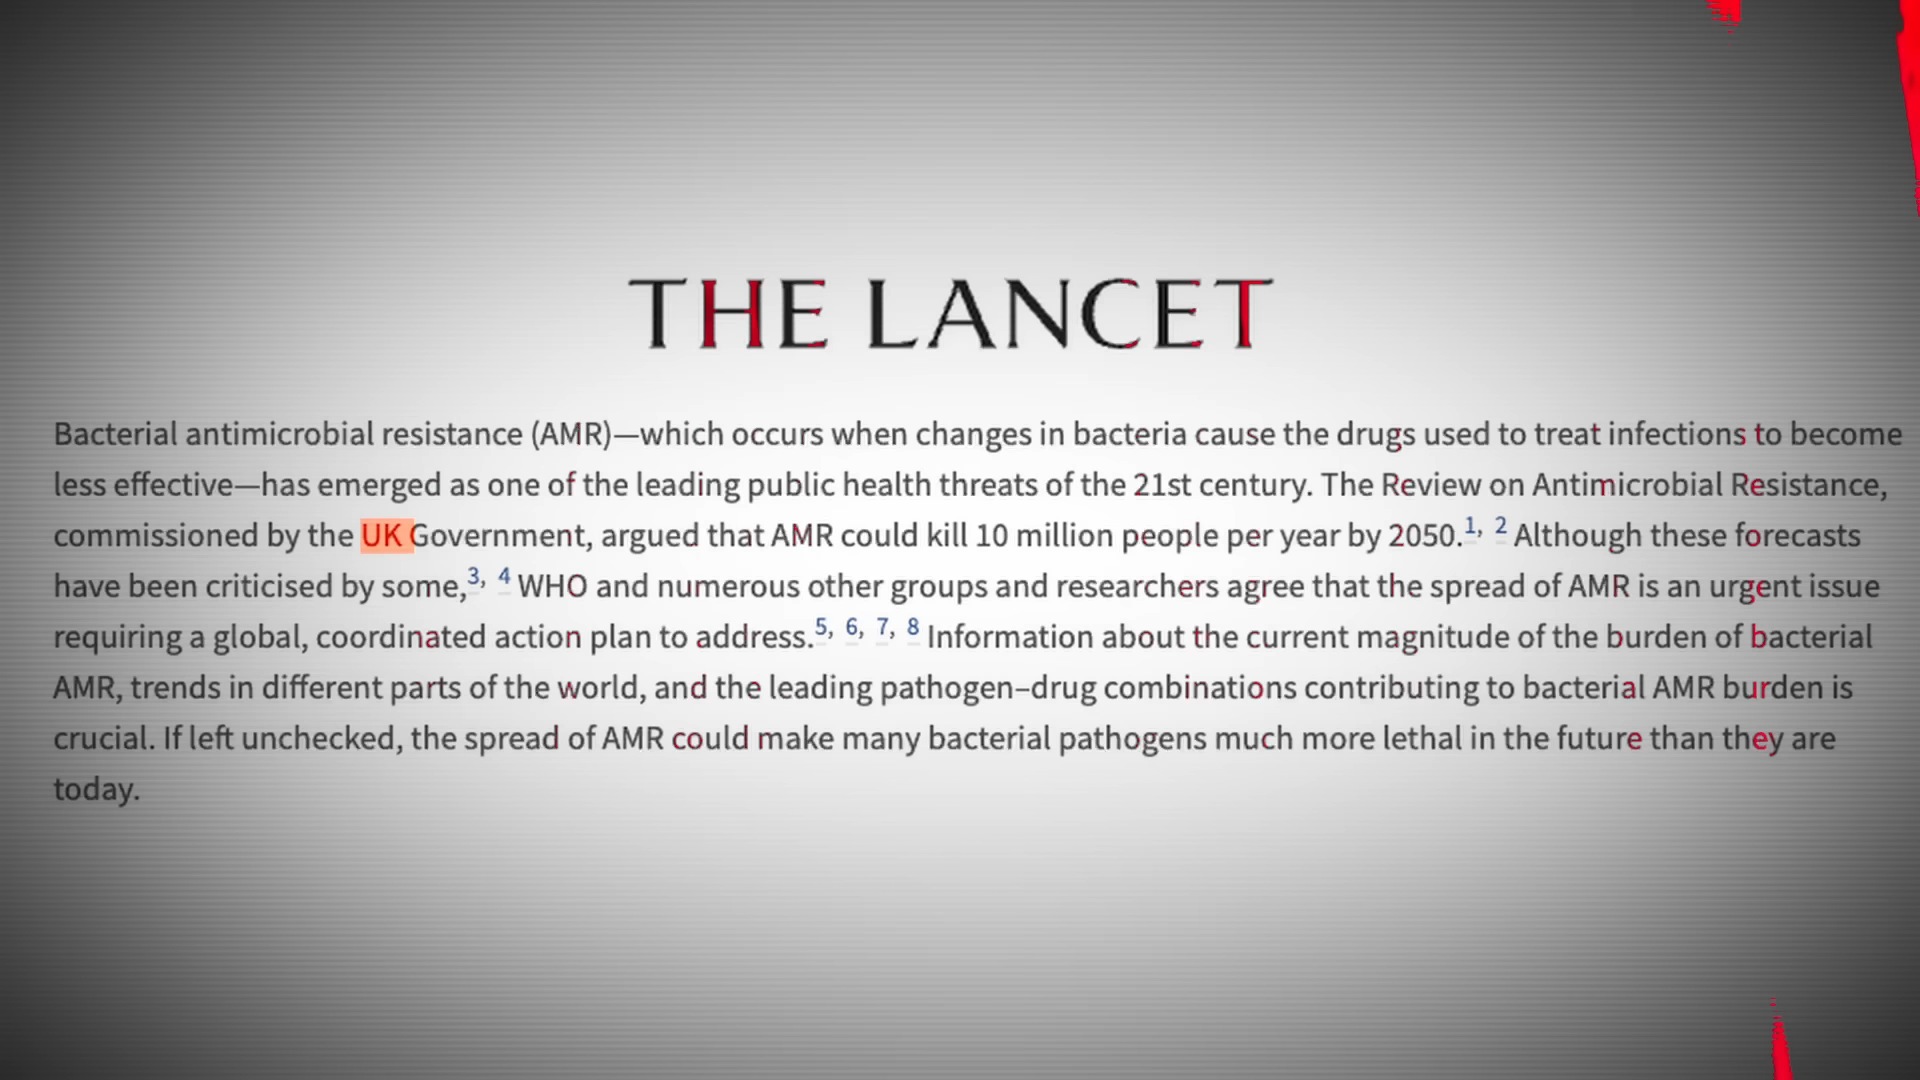 THE LANCET
Bacterial antimicrobial resistance (AMR)—which occurs when changes in bacteria cause the drugs used to treat infections to become
less effective—has emerged as one of the leading public health threats of the 21st century. The Review on Antimicrobial Resistance,
commissioned by the UK Government, argued that AMR could kill 10 million people per year by 2050.1, 2 Although these forecasts
have been criticised by some,3, 4 WHO and numerous other groups and researchers agree that the spread of AMR is an urgent issue
requiring a global, coordinated action plan to address.5, 6, 7, 8 Information about the current magnitude of the burden of bacterial
AMR, trends in different parts of the world, and the leading pathogen–drug combinations contributing to bacterial AMR burden is
crucial. If left unchecked, the spread of AMR could make many bacterial pathogens much more lethal in the future than they are
today.